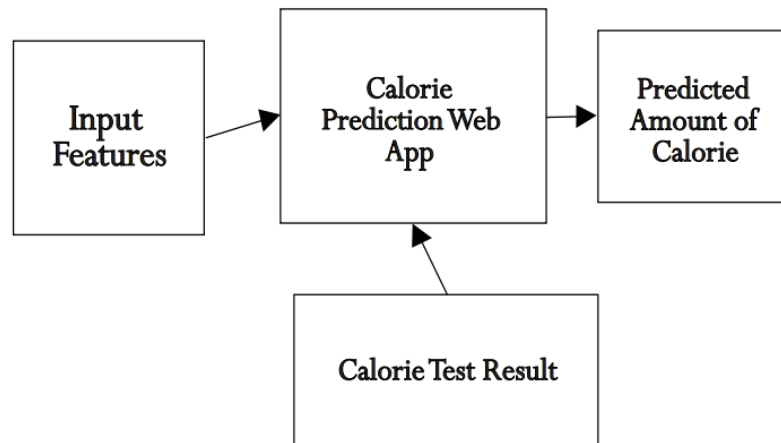 Input
Features
Calorie
Prediction Web
App
Predicted
Amount of
Calorie
Calorie Test Result